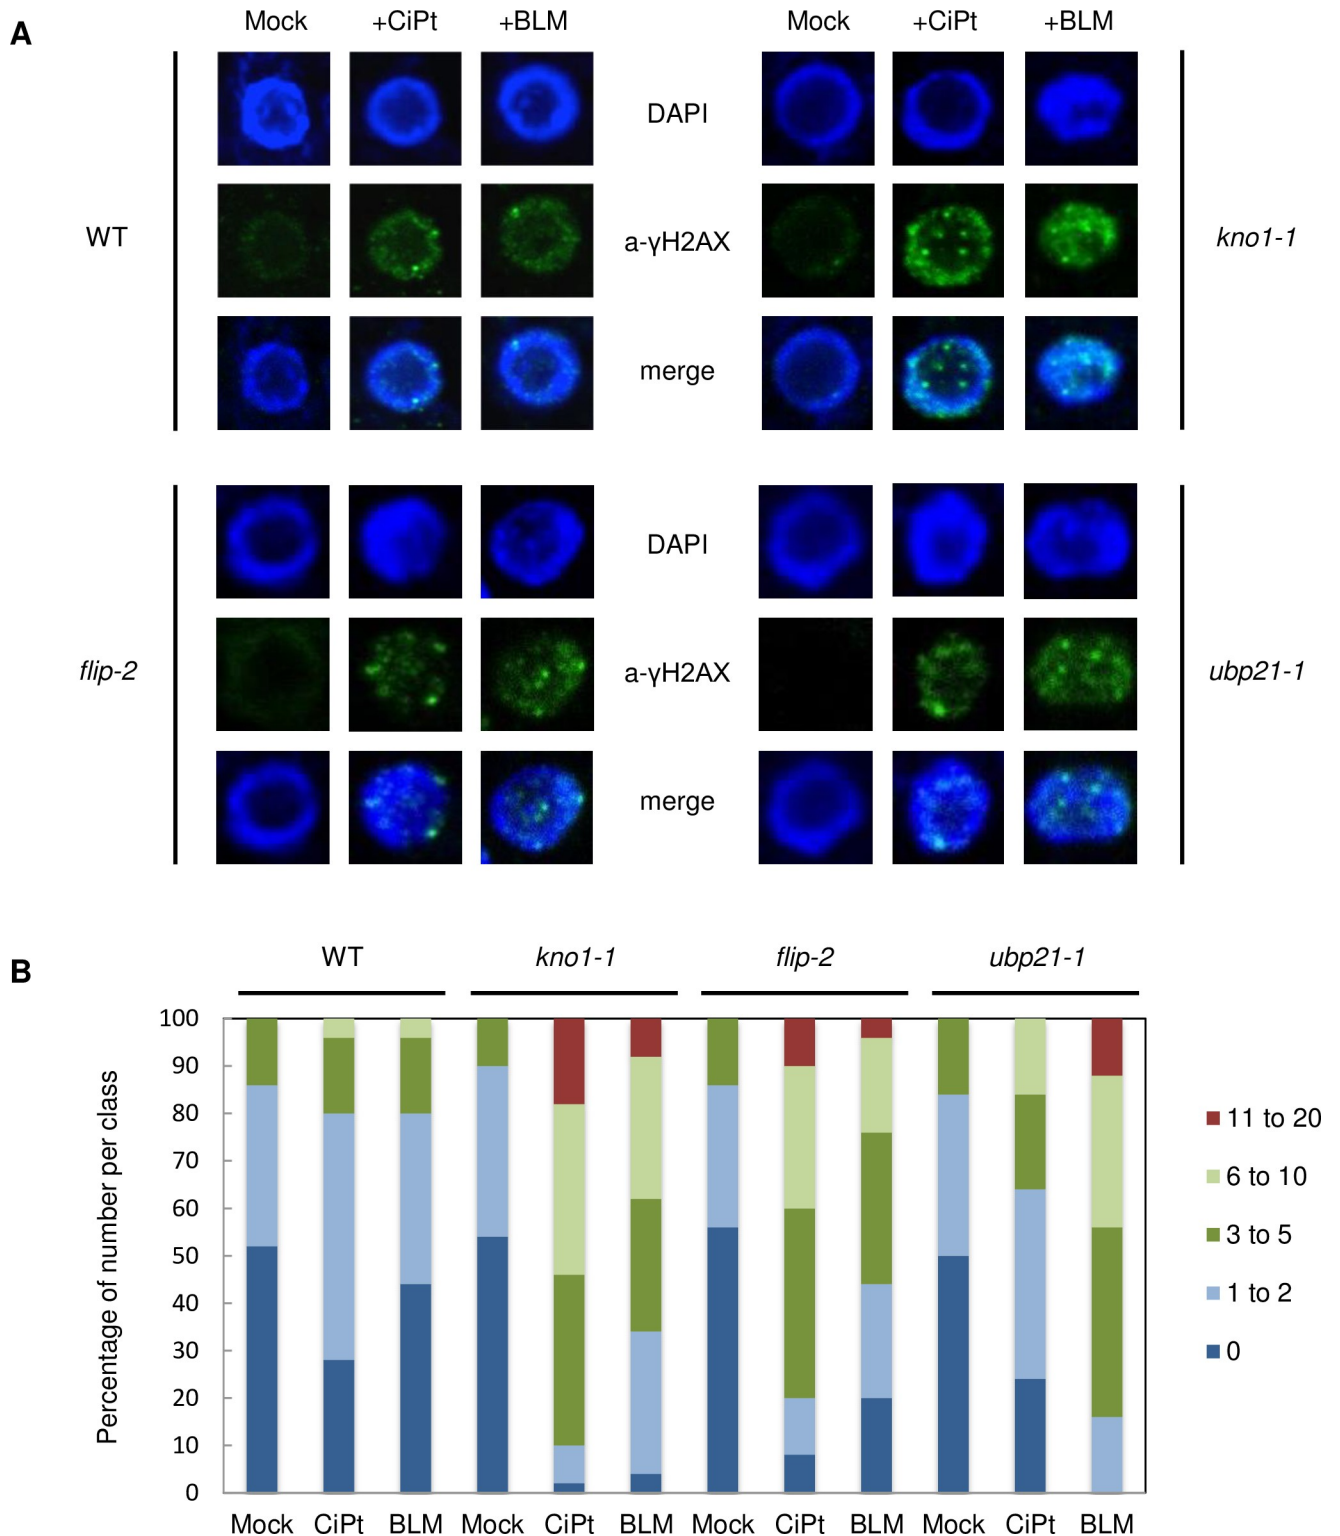 A
Mock +CiPt +BLM Mock +CiPt +BLM
DAPI
WT a-γH2AX kno1-1
merge
DAPI
flip-2 a-γH2AX ubp21-1
merge
B
WT kno1-1 flip-2 ubp21-1
Percentage of number per class
100
90
80
70
60
50
40
30
20
10
0
Mock CiPt BLM Mock CiPt BLM Mock CiPt BLM Mock CiPt BLM
11 to 20
6 to 10
3 to 5
1 to 2
0